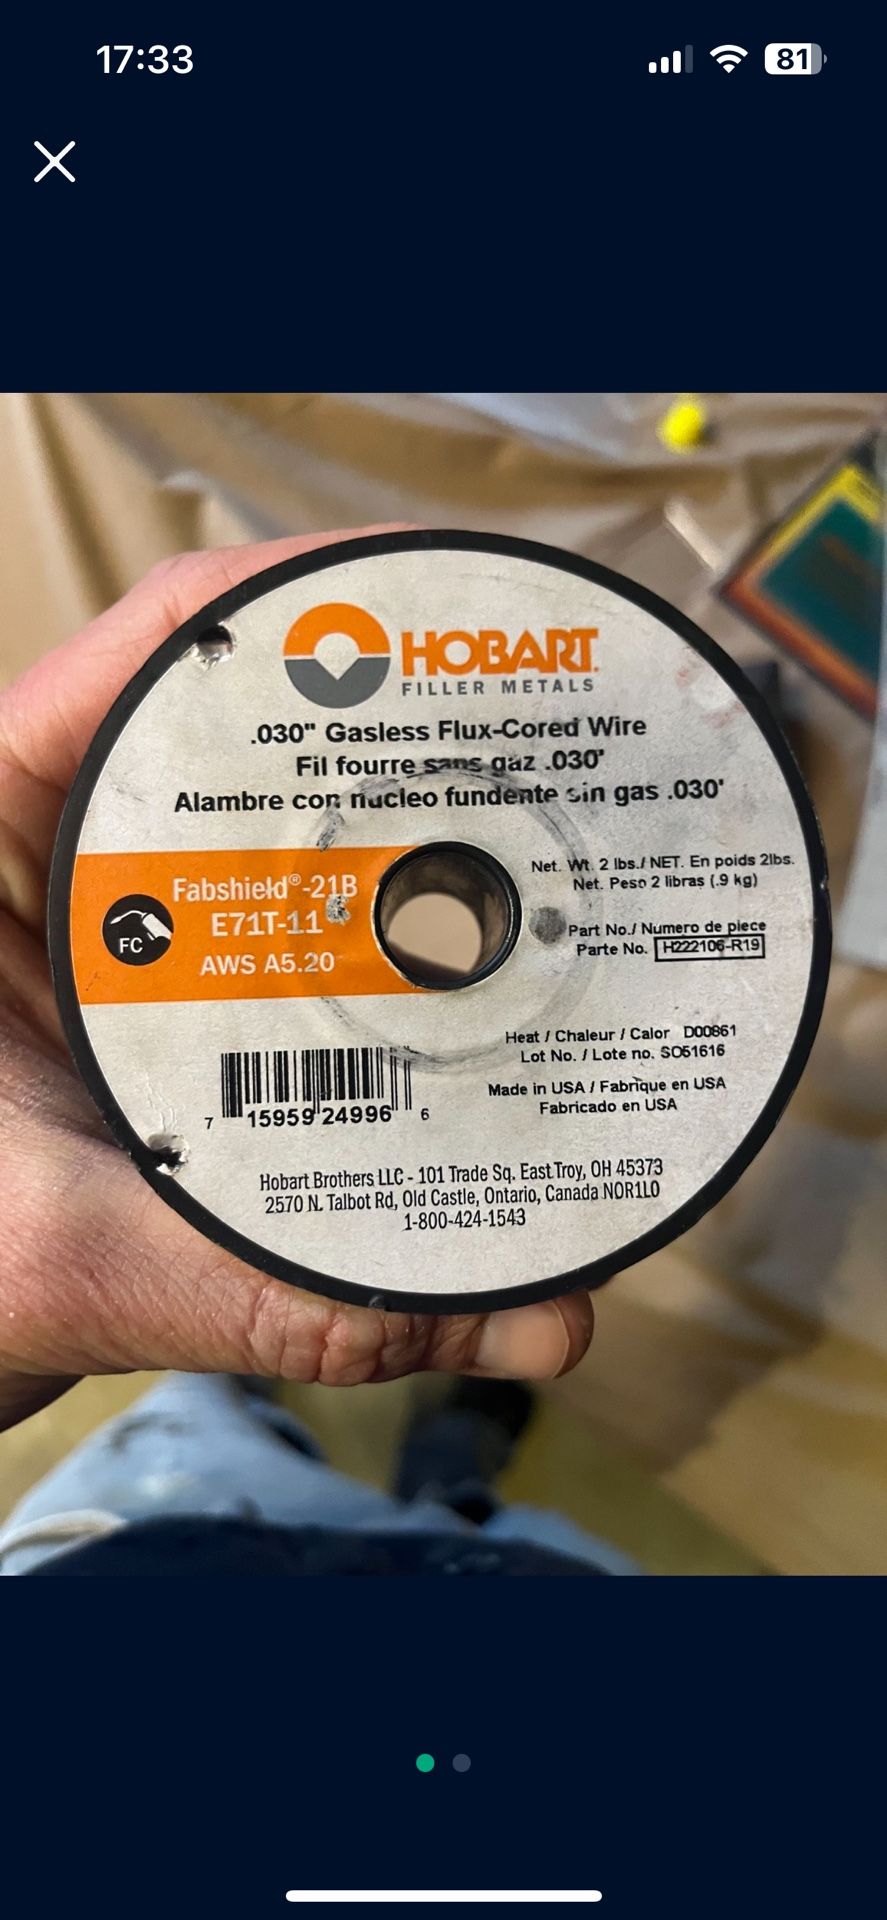 17:33
81
HOBART.
FILLER METALS
.030" Gasless Flux-Cored Wire
Fil fourre sans gaz .030'
Alambre con nucleo fundente sin gas .030'
Fabshield®-21B
E71T-11
AWS A5.20
FC
Net. Wt. 2 lbs./ NET. En poids 2lbs.
Net. Peso 2 libras (.9 kg)
Part No./ Numero de piece
Parte No. H222106-R19
Heat / Chaleur / Calor D00861
Lot No. / Lote no. SO51616
Made in USA / Fabrique en USA
Fabricado en USA
7 15959 24996 6
Hobart Brothers LLC - 101 Trade Sq. East Troy, OH 45373
2570 N. Talbot Rd, Old Castle, Ontario, Canada NOR1L0
1-800-424-1543